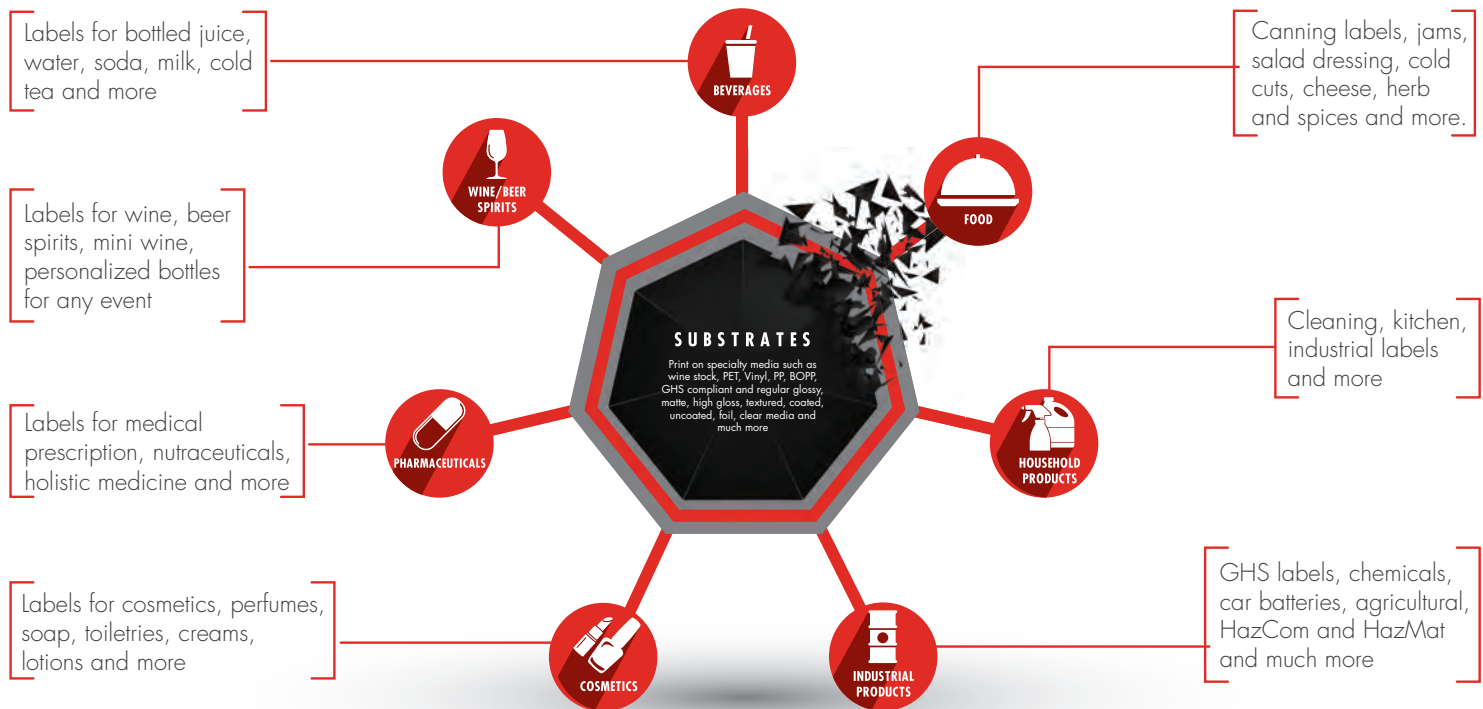 Labels for bottled juice,
water, soda, milk, cold
tea and more
BEVERAGES
Canning labels, jams,
salad dressing, cold
cuts, cheese, herb
and spices and more.
WINE/BEER
SPIRITS
FOOD
Labels for wine, beer
spirits, mini wine,
personalized bottles
for any event
SUBSTRATES
Print on specialty media such as
wine stock, PET, Vinyl, PP, BOPP,
GHS compliant and regular glossy,
matte, high gloss, textured, coated,
uncoated, foil, clear media and
much more
Cleaning, kitchen,
industrial labels
and more
Labels for medical
prescription, nutraceuticals,
holistic medicine and more
PHARMACEUTICALS
HOUSEHOLD
PRODUCTS
Labels for cosmetics, perfumes,
soap, toiletries, creams,
lotions and more
COSMETICS
INDUSTRIAL
PRODUCTS
GHS labels, chemicals,
car batteries, agricultural,
HazCom and HazMat
and much more